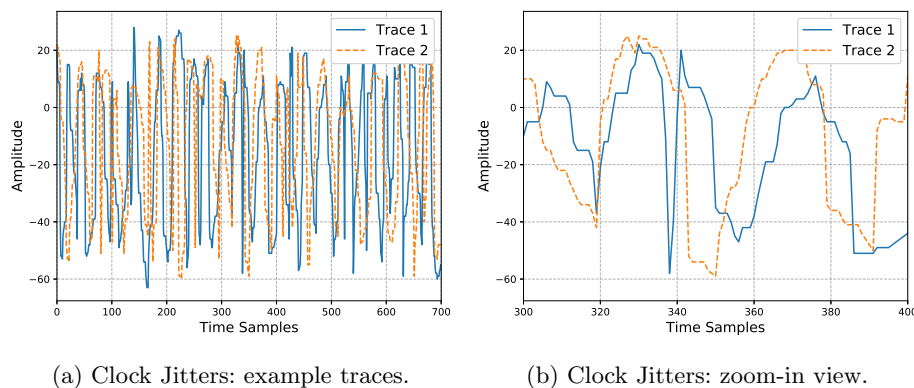 Trace 1
Trace 2
20
0
−20
−40
−60
Amplitude
0 100 200 300 400 500 600 700
Time Samples
(a) Clock Jitters: example traces.
Trace 1
Trace 2
20
0
−20
−40
−60
Amplitude
300 320 340 360 380 400
Time Samples
(b) Clock Jitters: zoom-in view.